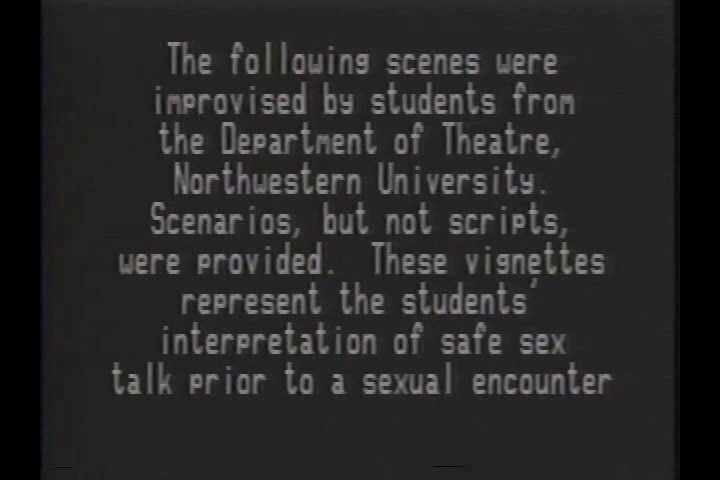 The following scenes were
improvised by students from
the Department of Theatre,
Northwestern University.
Scenarios, but not scripts,
were provided.  These vignettes
represent the students'
interpretation of safe sex
talk prior to a sexual encounter